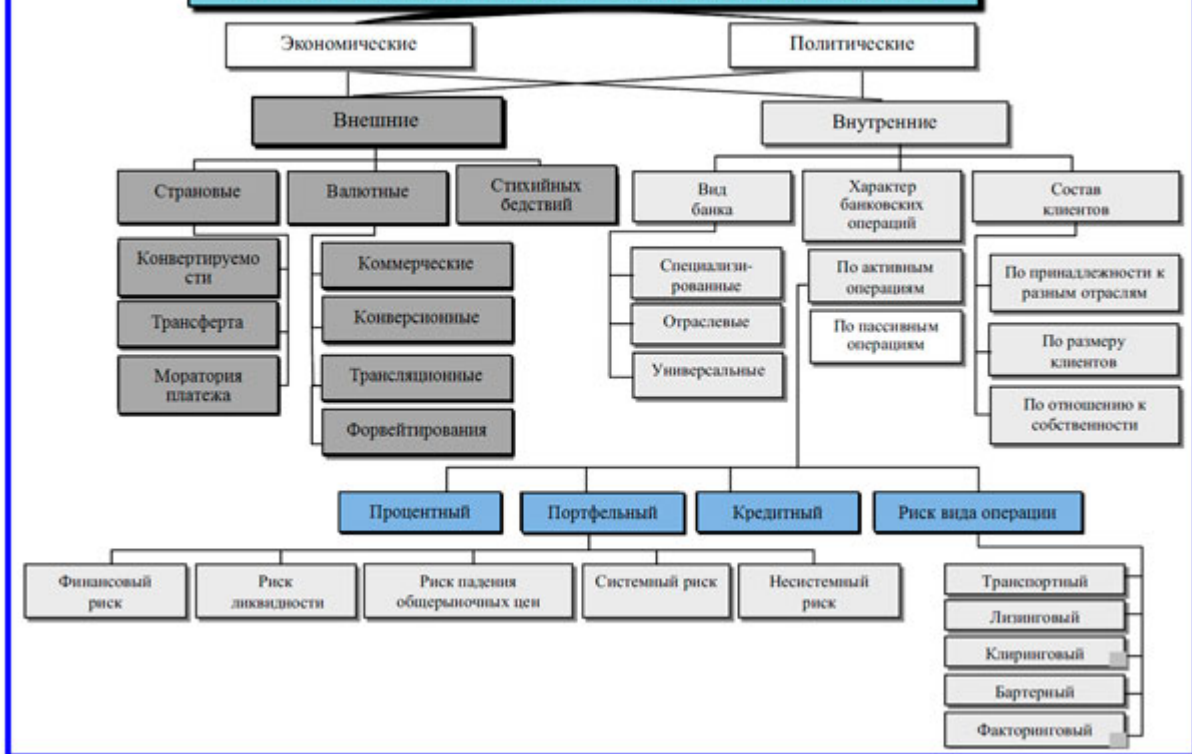 Экономические
Политические
Внешние
Внутренние
Страновые
Валютные
Стихийных
бедствий
Вид
банка
Характер
банковских
операций
Состав
клиентов
Конвертируемо
сти
Трансферта
Моратория
платежа
Коммерческие
Конверсионные
Трансляционные
Форвейтирования
Специализи-
рованные
Отраслевые
Универсальные
По активным
операциям
По пассивным
операциям
По принадлежности к
разным отраслям
По размеру
клиентов
По отношению к
собственности
Процентный
Портфельный
Кредитный
Риск вида операции
Финансовый
риск
Риск
ликвидности
Риск падения
общерыночных цен
Системный риск
Несистемный
риск
Транспортный
Лизинговый
Клиринговый
Бартерный
Факторинговый